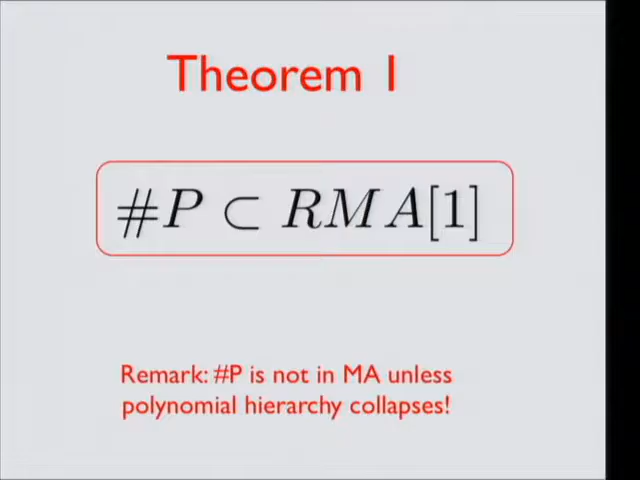 Theorem 1
#P ⊂ RMA[1]
Remark: #P is not in MA unless
polynomial hierarchy collapses!